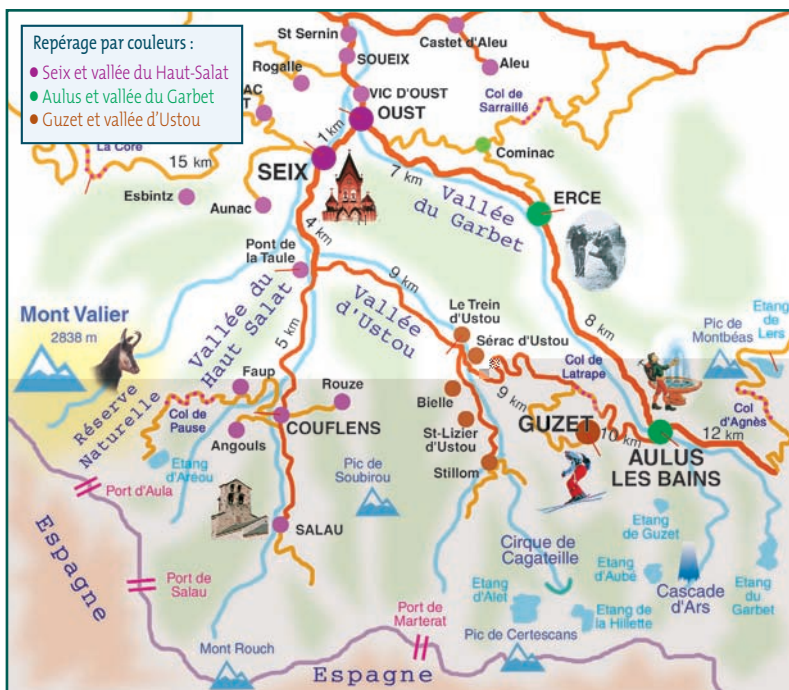 Repérage par couleurs :
Seix et vallée du Haut-Salat
Aulus et vallée du Garbet
Guzet et vallée d'Ustou
St Sernin
SOUEIX
Castet d'Aleu
Aleu
Rogalle
VIC D'OUST
AC
T
OUST
Col de
Sarraillé
La Core
15 km
1 km
SEIX
Cominac
7 km
Vallée
du Garbet
ERCE
Esbintz
Aunac
4 km
Pont de
la Taule
9 km
Vallée
d'Ustou
Vallée du
Haut Salat
Mont Valier
2838 m
5 km
8 km
Le Trein
d'Ustou
Sérac d'Ustou
Etang
de Lers
Pic de
Montbéas
Col de
Latrape
Réserve
Naturelle
Faup
Rouze
Col de
Pause
COUFLENS
Angouls
Bielle
9 km
St-Lizier
d'Ustou
GUZET
10 km
Col
d'Agnès
12 km
AULUS
LES BAINS
Etang
d'Aréou
Pic de
Soubirou
Stillom
Port d'Aula
SALAU
Cirque de
Cagateille
Etang
de Guzet
Etang
d'Aubé
Cascade
d'Ars
Etang
du
Garbet
Etang
d'Alet
Etang de
la Hillette
Espagne
Port de
Salau
Port de
Marterat
Pic de Certescans
Mont Rouch
Espagne